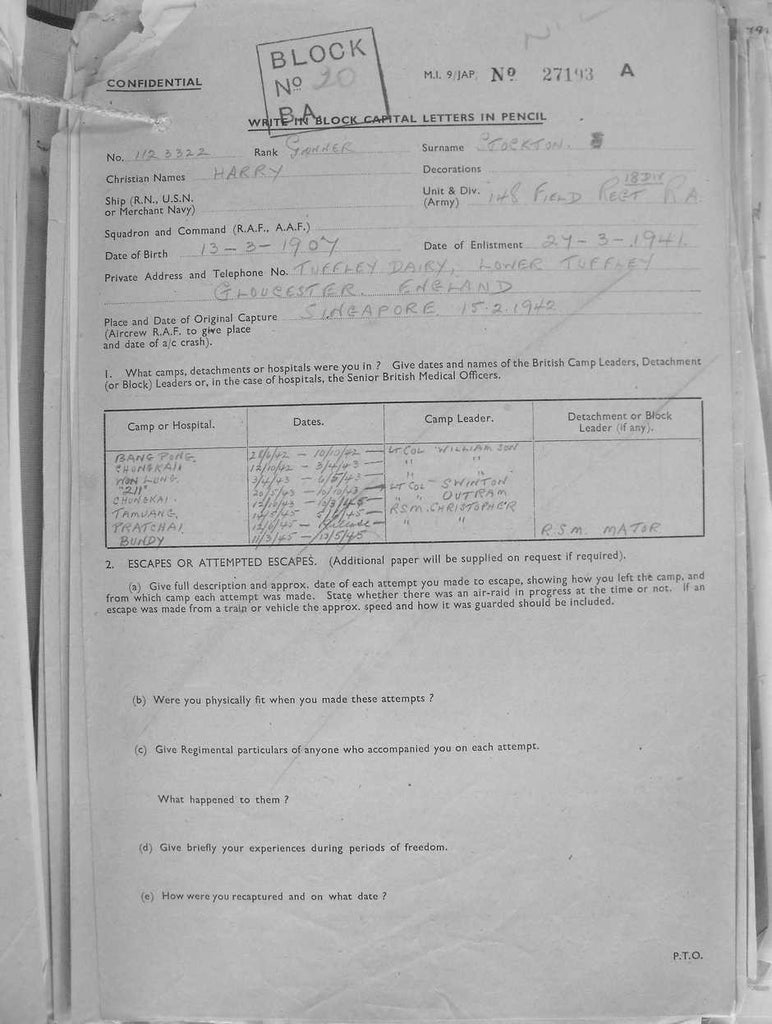 BLOCK
Nº 20
BA
CONFIDENTIAL
M.I. 9/JAP. Nº 27193 A
WRITE IN BLOCK CAPITAL LETTERS IN PENCIL
No. 1123322 Rank GUNNER Surname STOCKTON.
Christian Names HARRY Decorations
Ship (R.N., U.S.N. or Merchant Navy)
Unit & Div. (Army) 148 FIELD REGT R.A. 18 DIV
Squadron and Command (R.A.F., A.A.F.)
Date of Birth 13-3-1907 Date of Enlistment 27-3-1941
Private Address and Telephone No. TUFFLEY DAIRY, LOWER TUFFLEY
GLOUCESTER. ENGLAND
Place and Date of Original Capture SINGAPORE 15.2.1942
(Aircrew R.A.F. to give place
and date of a/c crash).
1. What camps, detachments or hospitals were you in ? Give dates and names of the British Camp Leaders, Detachment
(or Block) Leaders or, in the case of hospitals, the Senior British Medical Officers.
Camp or Hospital. Dates. Camp Leader. Detachment or Block
Leader (if any).
BANG PONG. 10/10/42 LT COL WILLIAMSON
CHUNGKAI 12/10/42 - 3/4/43 " "
WON LUNG. 3/4/43 - 6/5/43 " "
"211" 20/5/43 - 10/10/43 LT COL - SWINTON
CHUNGKAI. " " OUTRAM
TAMUANG. R.S.M. CHRISTOPHER
PRATCHAI. 12/6/45 - " " R.S.M. MATOR
BUNDY 11/3/45 - 12/5/45
2. ESCAPES OR ATTEMPTED ESCAPES. (Additional paper will be supplied on request if required).
(a) Give full description and approx. date of each attempt you made to escape, showing how you left the camp, and
from which camp each attempt was made. State whether there was an air-raid in progress at the time or not. If an
escape was made from a train or vehicle the approx. speed and how it was guarded should be included.
(b) Were you physically fit when you made these attempts ?
(c) Give Regimental particulars of anyone who accompanied you on each attempt.
What happened to them ?
(d) Give briefly your experiences during periods of freedom.
(e) How were you recaptured and on what date ?
P.T.O.